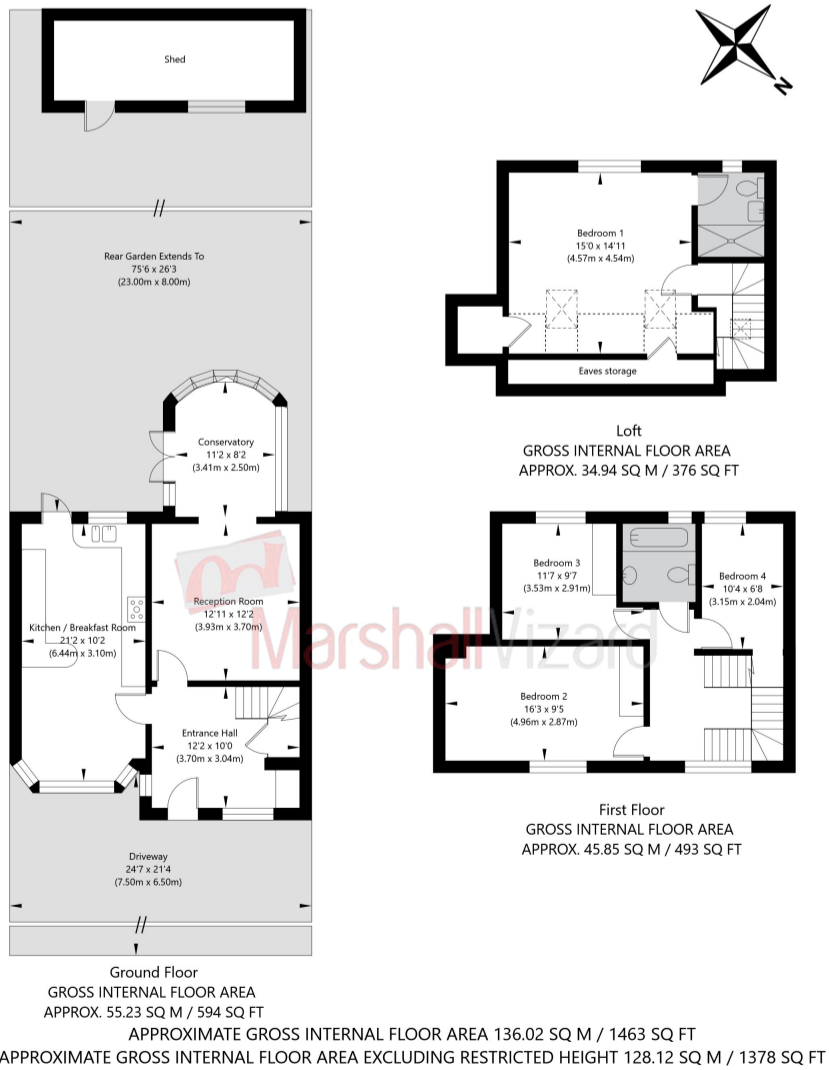 Shed
N
Rear Garden Extends To
75'6 x 26'3
(23.00m x 8.00m)
Bedroom 1
15'0 x 14'11
(4.57m x 4.54m)
Eaves storage
Loft
GROSS INTERNAL FLOOR AREA
APPROX. 34.94 SQ M / 376 SQ FT
Conservatory
11'2 x 8'2
(3.41m x 2.50m)
Kitchen / Breakfast Room
21'2 x 10'2
(6.44m x 3.10m)
Reception Room
12'11 x 12'2
(3.93m x 3.70m)
MarshallVizard
Bedroom 3
11'7 x 9'7
(3.53m x 2.91m)
Bedroom 4
10'4 x 6'8
(3.15m x 2.04m)
Entrance Hall
12'2 x 10'0
(3.70m x 3.04m)
Bedroom 2
16'3 x 9'5
(4.96m x 2.87m)
First Floor
GROSS INTERNAL FLOOR AREA
APPROX. 45.85 SQ M / 493 SQ FT
Driveway
24'7 x 21'4
(7.50m x 6.50m)
Ground Floor
GROSS INTERNAL FLOOR AREA
APPROX. 55.23 SQ M / 594 SQ FT
APPROXIMATE GROSS INTERNAL FLOOR AREA 136.02 SQ M / 1463 SQ FT
APPROXIMATE GROSS INTERNAL FLOOR AREA EXCLUDING RESTRICTED HEIGHT 128.12 SQ M / 1378 SQ FT